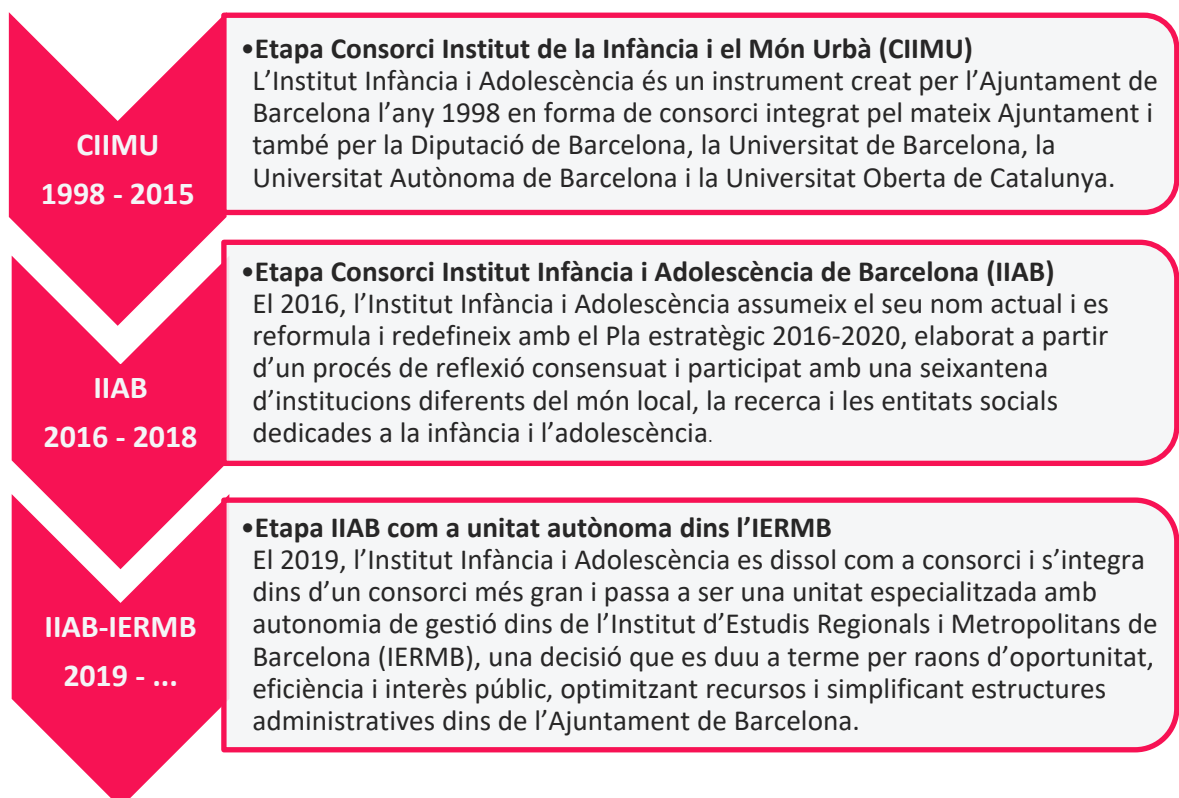 CIIMU
1998 - 2015
•Etapa Consorci Institut de la Infància i el Món Urbà (CIIMU)
L’Institut Infància i Adolescència és un instrument creat per l’Ajuntament de
Barcelona l’any 1998 en forma de consorci integrat pel mateix Ajuntament i
també per la Diputació de Barcelona, la Universitat de Barcelona, la
Universitat Autònoma de Barcelona i la Universitat Oberta de Catalunya.
IIAB
2016 - 2018
•Etapa Consorci Institut Infància i Adolescència de Barcelona (IIAB)
El 2016, l’Institut Infància i Adolescència assumeix el seu nom actual i es
reformula i redefineix amb el Pla estratègic 2016-2020, elaborat a partir
d’un procés de reflexió consensuat i participat amb una seixantena
d’institucions diferents del món local, la recerca i les entitats socials
dedicades a la infància i l’adolescència.
IIAB-IERMB
2019 - ...
•Etapa IIAB com a unitat autònoma dins l’IERMB
El 2019, l’Institut Infància i Adolescència es dissol com a consorci i s’integra
dins d’un consorci més gran i passa a ser una unitat especialitzada amb
autonomia de gestió dins de l’Institut d’Estudis Regionals i Metropolitans de
Barcelona (IERMB), una decisió que es duu a terme per raons d’oportunitat,
eficiència i interès públic, optimitzant recursos i simplificant estructures
administratives dins de l’Ajuntament de Barcelona.